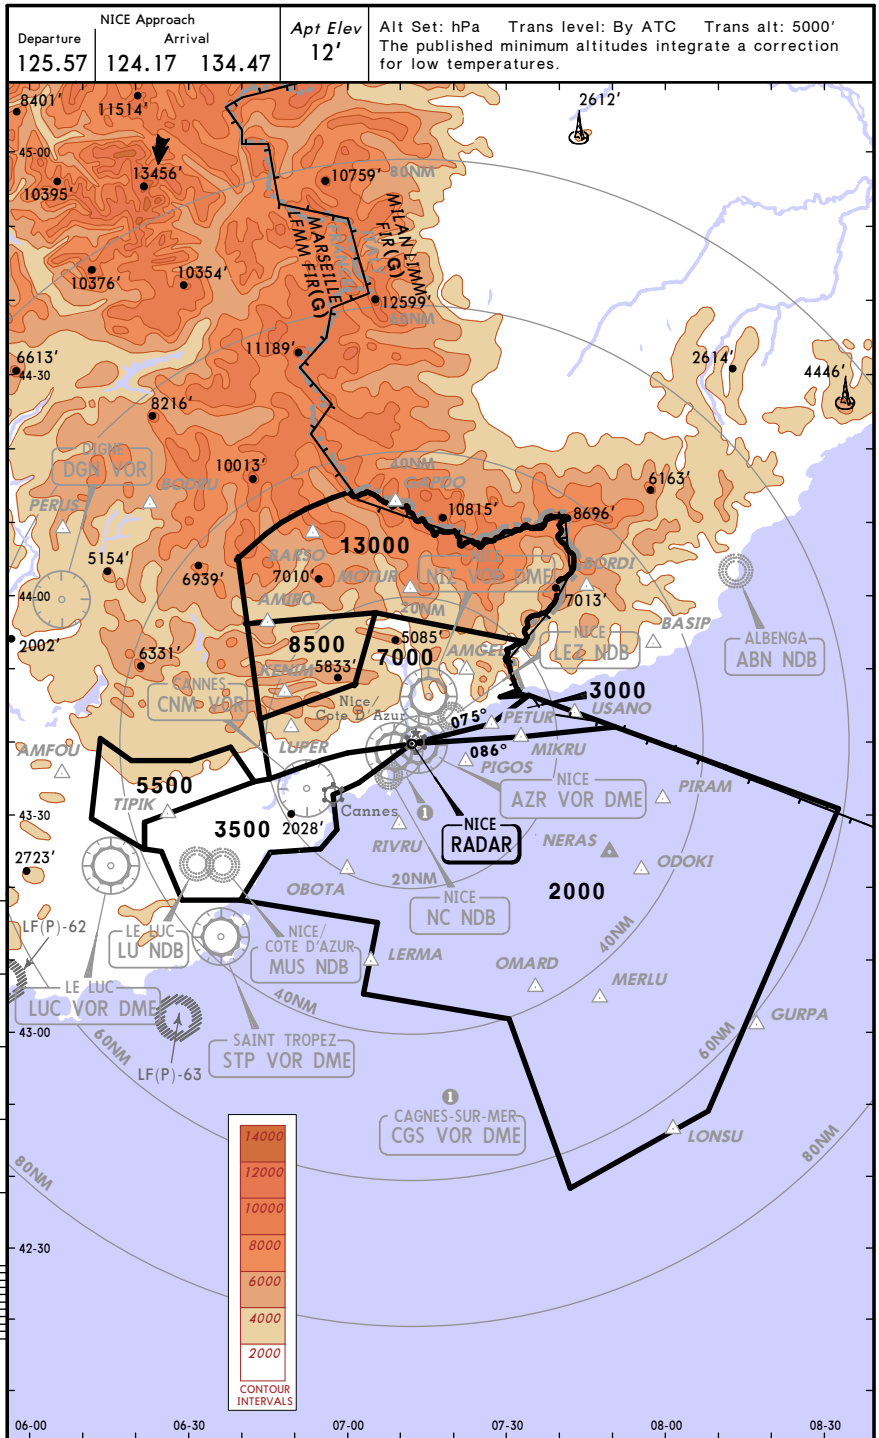 NICE Approach
Departure
Arrival
125.57
124.17
134.47
Apt Elev
12'
Alt Set: hPa Trans level: By ATC Trans alt: 5000'
The published minimum altitudes integrate a correction
for low temperatures.
8401'
11514'
2612'
45-00
10395'
13456'
10759'
80NM
MARSEILLE
LFMM FIR(G)
FRANCE
ITALY
MILAN LIMM
FIR(G)
10376'
10354'
12599'
60NM
11189'
6613'
44-30
2614'
4446'
8216'
DIGNE
DGN VOR
10013'
40NM
GAPDO
6163'
PERUS
BODRU
10815'
8696'
BARSO
13000
5154'
6939'
7010'
MOTUR
NIZ VOR DME
BORDI
44-00
AMIRO
20NM
7013'
2002'
6331'
8500
5085'
7000
AMGEL
NICE
LEZ NDB
BASIP
ALBENGA
ABN NDB
KENIM
5833'
CANNES
CNM VOR
Nice/
Cote D'Azur
3000
075°
PETUR
USANO
AMFOU
LUPER
086°
MIKRU
PIGOS
5500
NICE
AZR VOR DME
PIRAM
TIPIK
Cannes
1
43-30
3500
2028'
RIVRU
NICE
RADAR
NERAS
2723'
OBOTA
20NM
ODOKI
2000
NICE
NC NDB
LF(P)-62
LE LUC
LU NDB
NICE/
COTE D'AZUR
MUS NDB
40NM
LERMA
OMARD
MERLU
LE LUC
LUC VOR DME
40NM
GURPA
43-00
60NM
SAINT TROPEZ
STP VOR DME
60NM
LF(P)-63
1
CAGNES-SUR-MER
CGS VOR DME
LONSU
80NM
80NM
14000
12000
10000
42-30
8000
6000
4000
2000
CONTOUR
INTERVALS
06-00
06-30
07-00
07-30
08-00
08-30